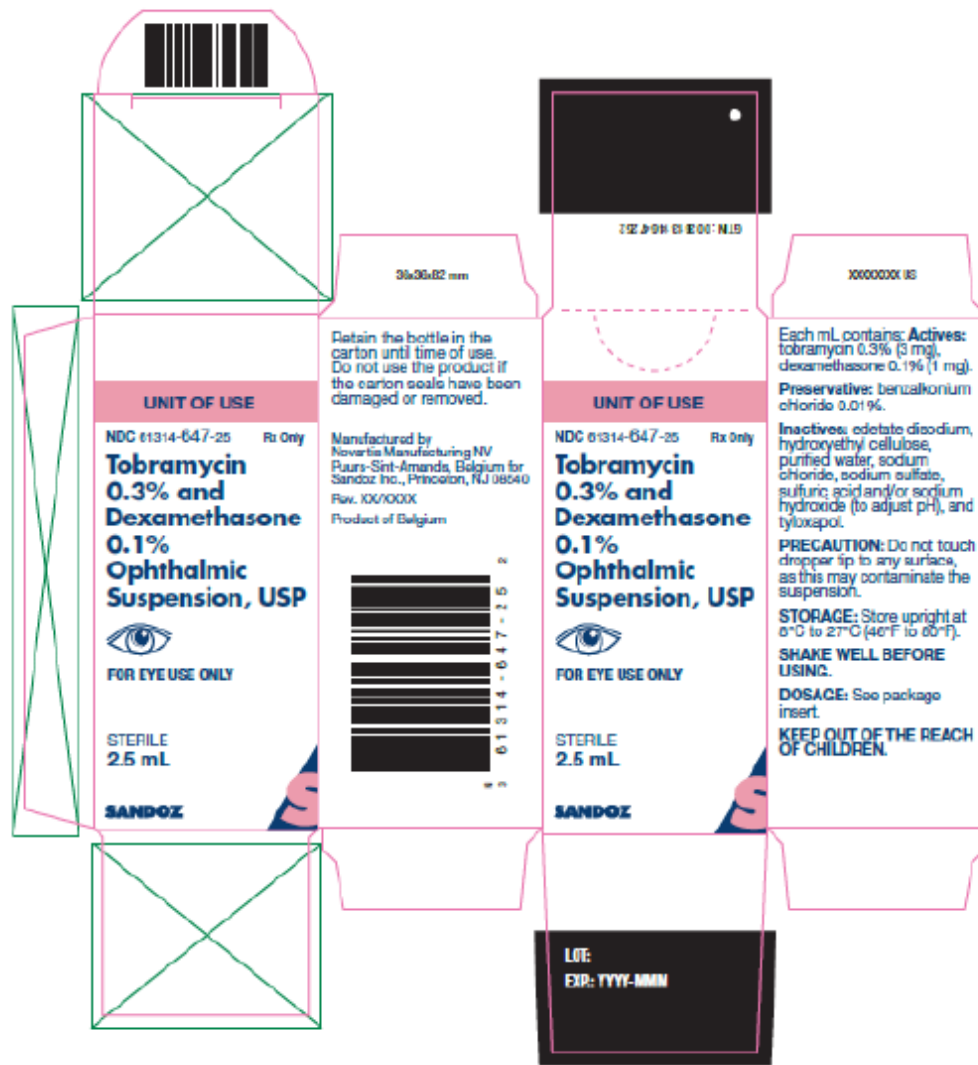 36x36x82 mm
XXXXXXXX US
UNIT OF USE
NDC 61314-647-25 Rx Only
Tobramycin
0.3% and
Dexamethasone
0.1%
Ophthalmic
Suspension, USP
FOR EYE USE ONLY
STERILE
2.5 mL
SANDOZ
Retain the bottle in the
carton until time of use.
Do not use the product if
the carton seals have been
damaged or removed.
Manufactured by
Novartis Manufacturing NV
Puurs-Sint-Amands, Belgium for
Sandoz Inc., Princeton, NJ 08540
Rev. XX/XXXX
Product of Belgium
3 61314-647-25 2
UNIT OF USE
NDC 61314-647-25 Rx Only
Tobramycin
0.3% and
Dexamethasone
0.1%
Ophthalmic
Suspension, USP
FOR EYE USE ONLY
STERILE
2.5 mL
SANDOZ
Each mL contains: Actives:
tobramycin 0.3% (3 mg),
dexamethasone 0.1% (1 mg).
Preservative: benzalkonium
chloride 0.01%.
Inactives: edetate disodium,
hydroxyethyl cellulose,
purified water, sodium
chloride, sodium sulfate,
sulfuric acid and/or sodium
hydroxide (to adjust pH), and
tyloxapol.
PRECAUTION: Do not touch
dropper tip to any surface,
as this may contaminate the
suspension.
STORAGE: Store upright at
8°C to 27°C (46°F to 80°F).
SHAKE WELL BEFORE
USING.
DOSAGE: See package
insert.
KEEP OUT OF THE REACH
OF CHILDREN.
LOT:
EXP.: YYYY-MMM